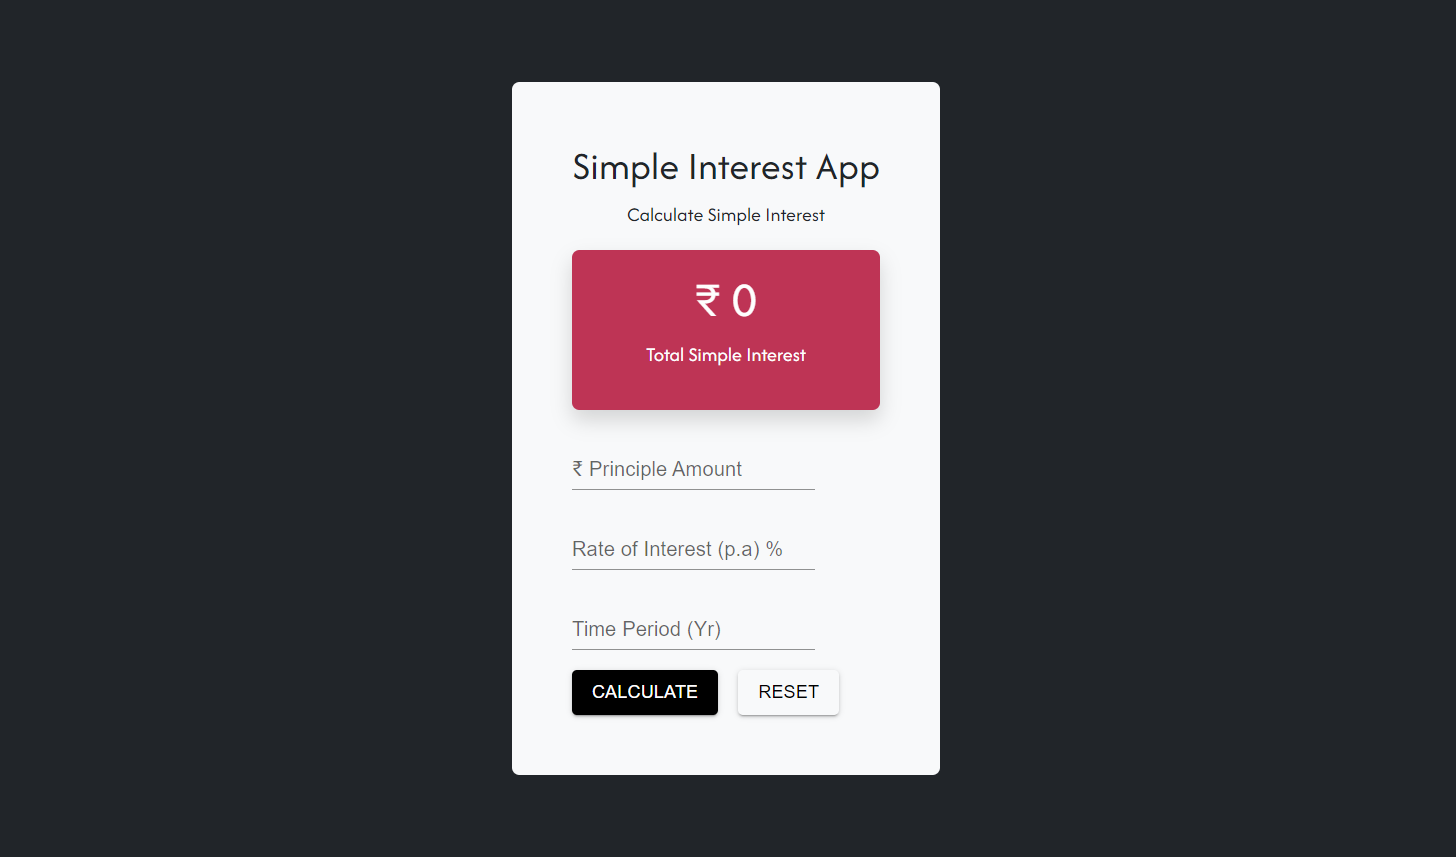 Simple Interest App
Calculate Simple Interest
₹ 0
Total Simple Interest
₹ Principle Amount
Rate of Interest (p.a) %
Time Period (Yr)
CALCULATE RESET